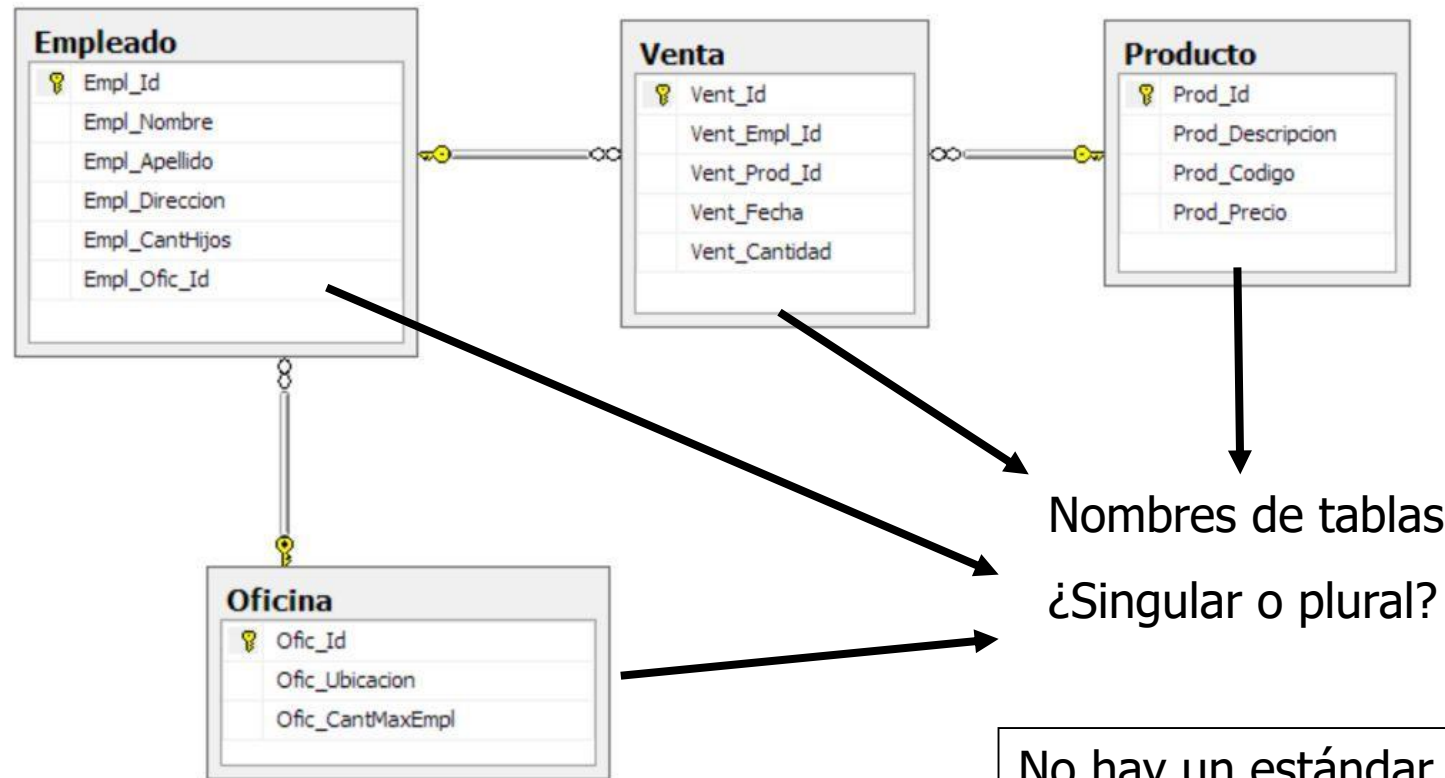 Empleado
Empl_Id
Empl_Nombre
Empl_Apellido
Empl_Direccion
Empl_CantHijos
Empl_Ofic_Id
Venta
Vent_Id
Vent_Empl_Id
Vent_Prod_Id
Vent_Fecha
Vent_Cantidad
Producto
Prod_Id
Prod_Descripcion
Prod_Codigo
Prod_Precio
Oficina
Ofic_Id
Ofic_Ubicacion
Ofic_CantMaxEmpl
Nombres de tablas
¿Singular o plural?
No hay un estándar